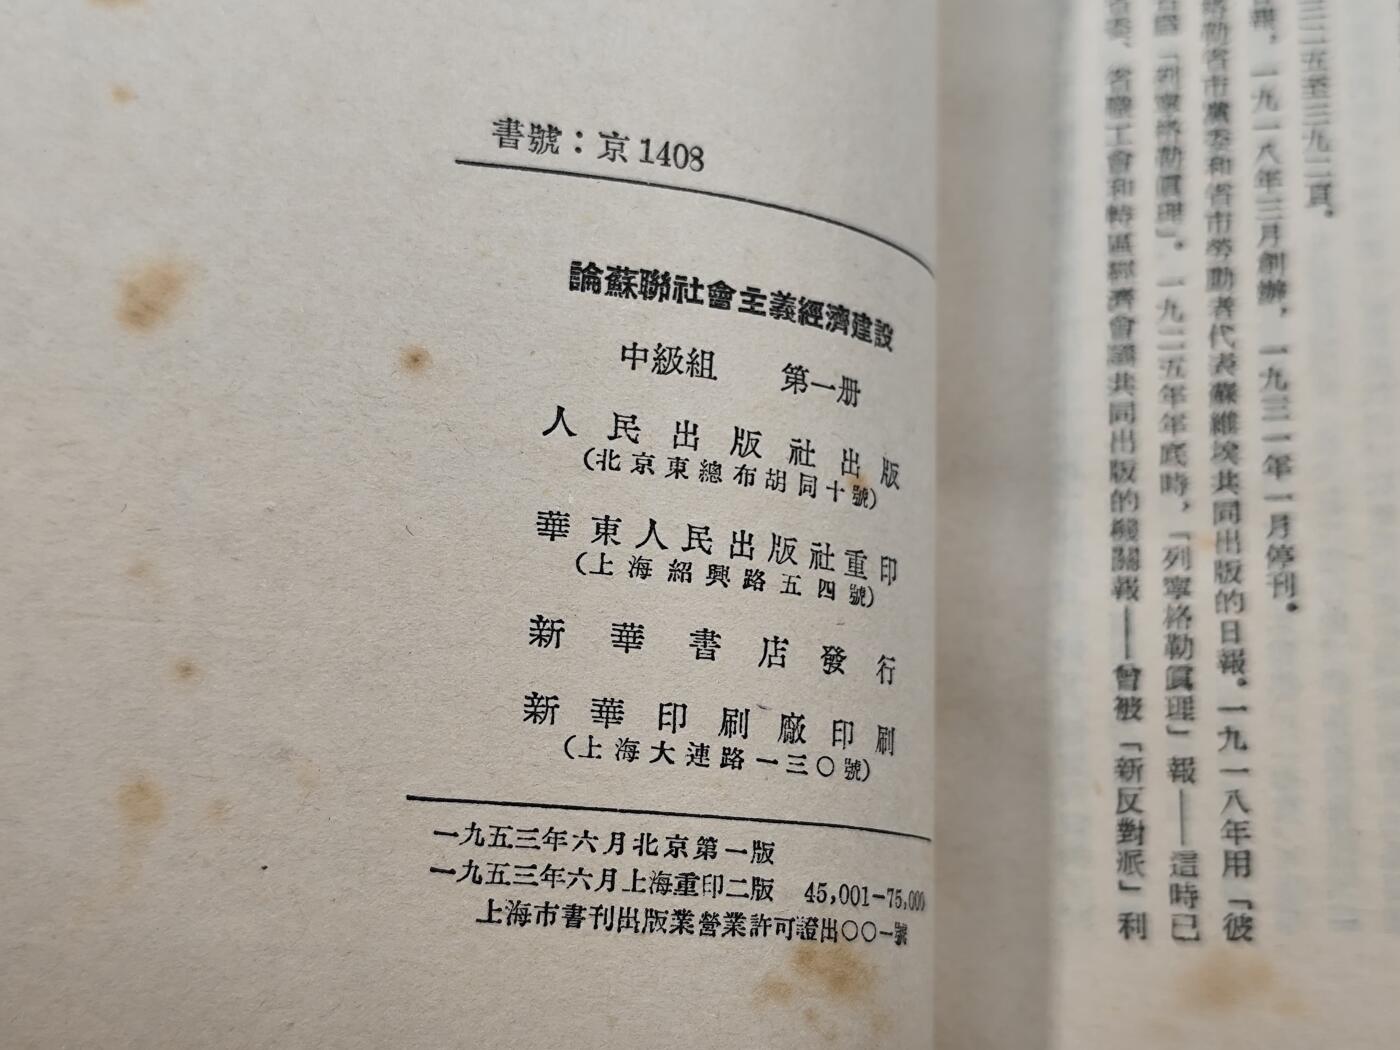 書號：京1408
論蘇聯社會主義經濟建設
中級組　第一册
人民出版社出版
（北京東總布胡同十號）
華東人民出版社重印
（上海紹興路五四號）
新華書店發行
新華印刷廠印刷
（上海大連路一三〇號）
一九五三年六月北京第一版
一九五三年六月上海重印二版　45,001-75,000
上海市書刊出版業營業許可證出〇〇一號
二二五至三九二頁。
報，一九一八年三月創辦，一九三一年一月停刊。
格勒省市黨委和省市勞動者代表蘇維埃共同出版的日報。一九一八年用「彼
「列寧格勒眞理」。一九二五年年底時，「列寧格勒眞理」報——這時已
省委、省職工會和特區經濟會議共同出版的機關報——曾被「新反對派」利